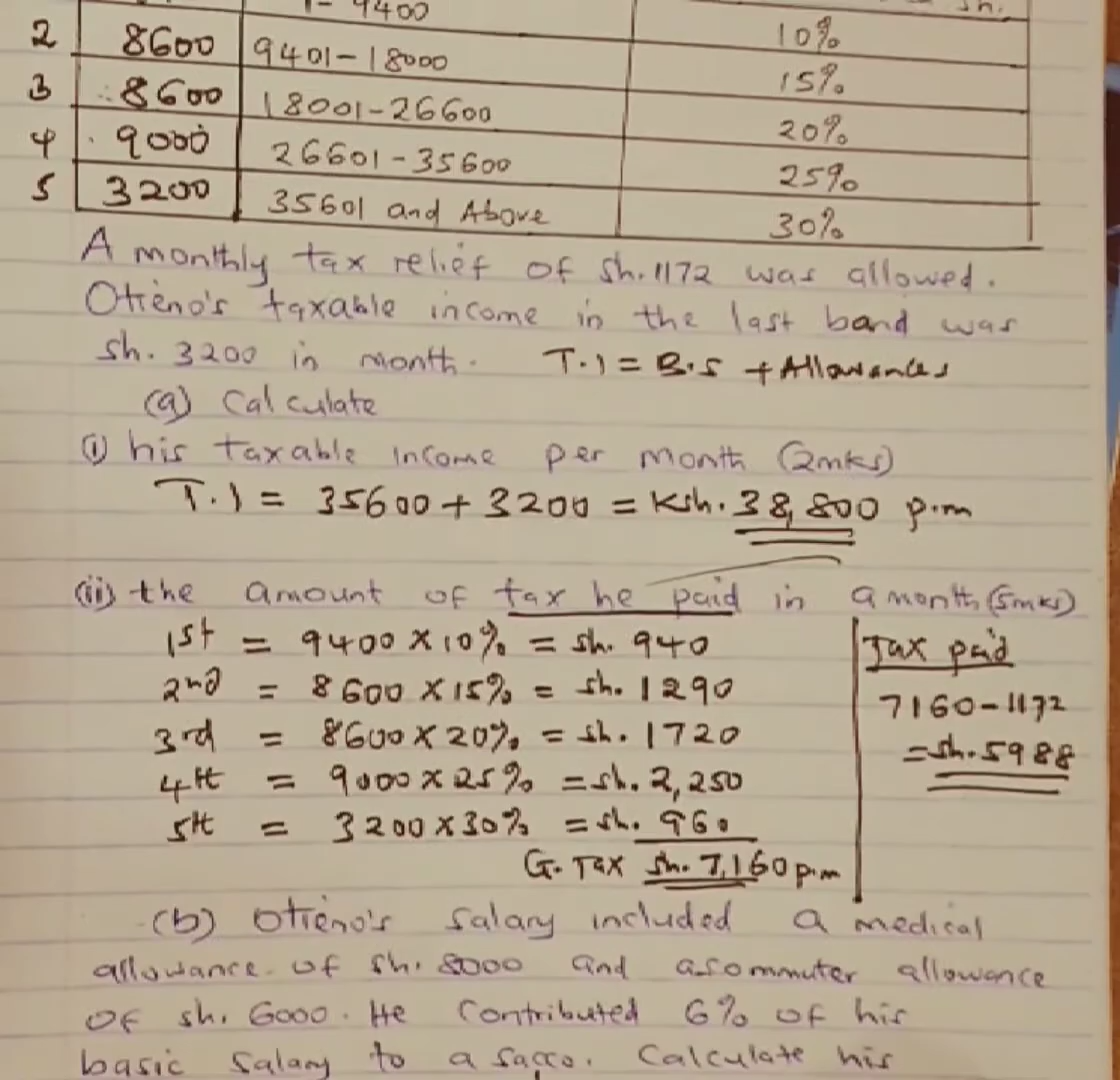 1- 9400 10% sh.
2 8600 9401-18000 15%
3 8600 18001-26600 20%
4 9000 26601-35600 25%
5 3200 35601 and Above 30%
A monthly tax relief of sh.1172 was allowed.
Otieno's taxable income in the last band was
sh. 3200 in month. T.I = B.S + Allowances
(a) Calculate
(i) his taxable income per month (2mks)
T.I = 35600 + 3200 = Ksh. 38,800 p.m
(ii) the amount of tax he paid in a month (5mks)
1st = 9400 x 10% = sh. 940
2nd = 8600 x 15% = sh. 1290
3rd = 8600 x 20% = sh. 1720
4th = 9000 x 25% = sh. 2,250
5th = 3200 x 30% = sh. 960
G. Tax sh. 7,160 p.m
Tax paid
7160-1172
=sh.5988
(b) Otieno's salary included a medical
allowance of sh. 8000 and a commuter allowance
of sh. 6000. He contributed 6% of his
basic salary to a sacco. Calculate his